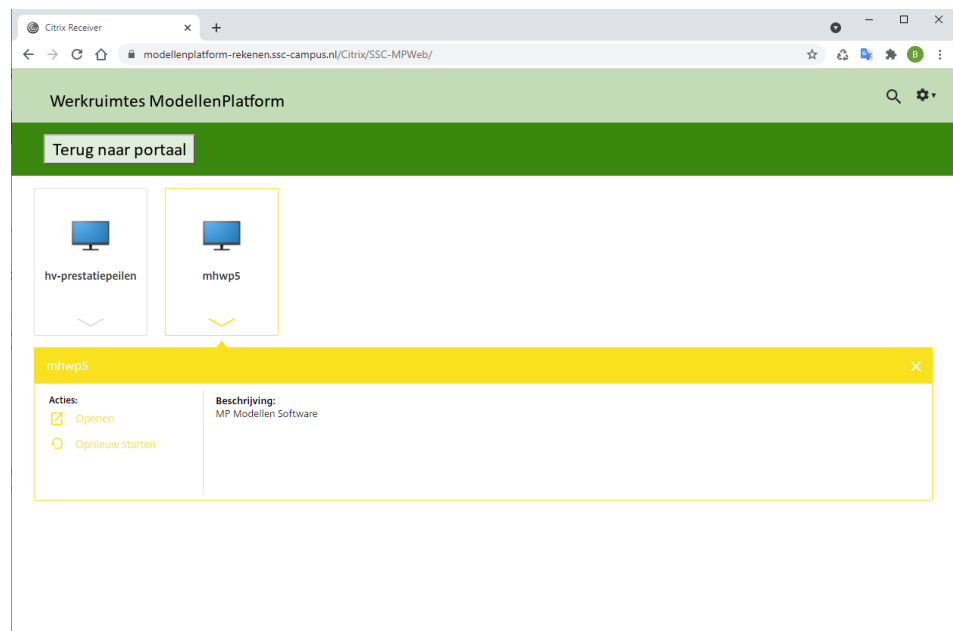 Citrix Receiver
modellenplatform-rekenen.ssc-campus.nl/Citrix/SSC-MPWeb/
B
Werkruimtes ModellenPlatform
Terug naar portaal
hv-prestatiepeilen
mhwp5
mhwp5
Acties:
Openen
Opnieuw starten
Beschrijving:
MP Modellen Software